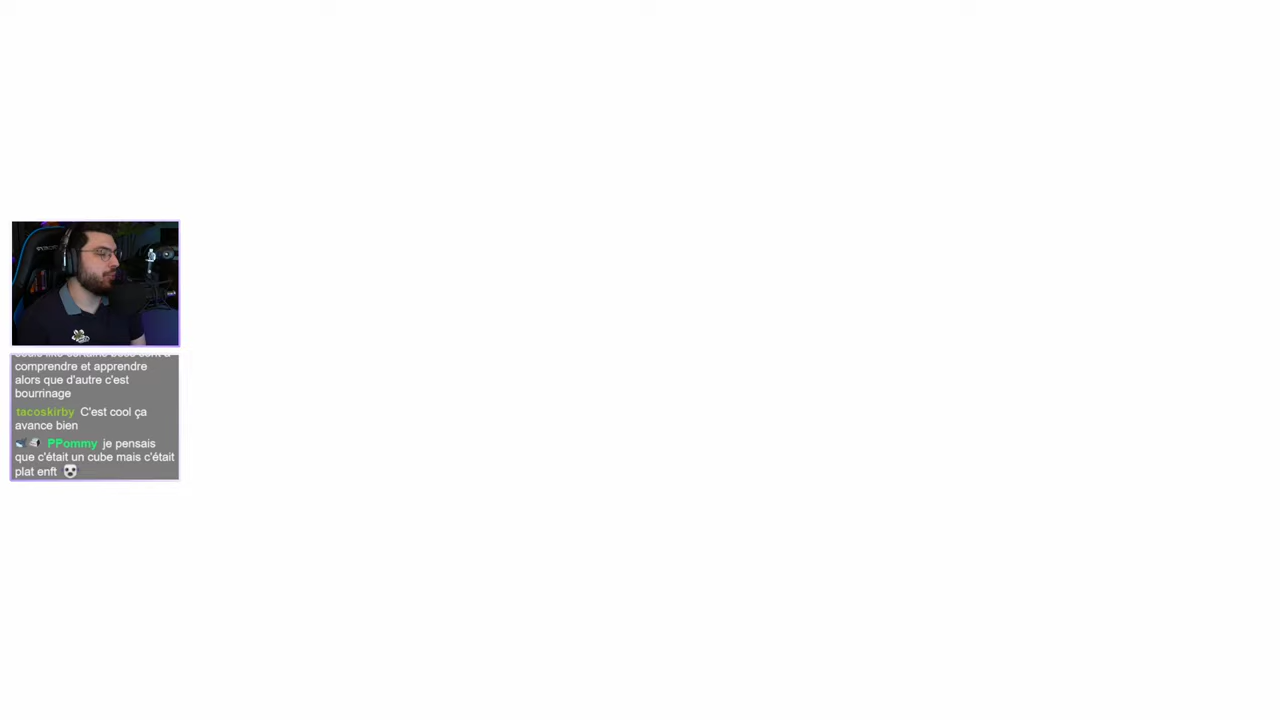 comprendre et apprendre
alors que d'autre c'est
bourrinage
tacoskirby C'est cool ça
avance bien
PPommy je pensais
que c'était un cube mais c'était
plat enft